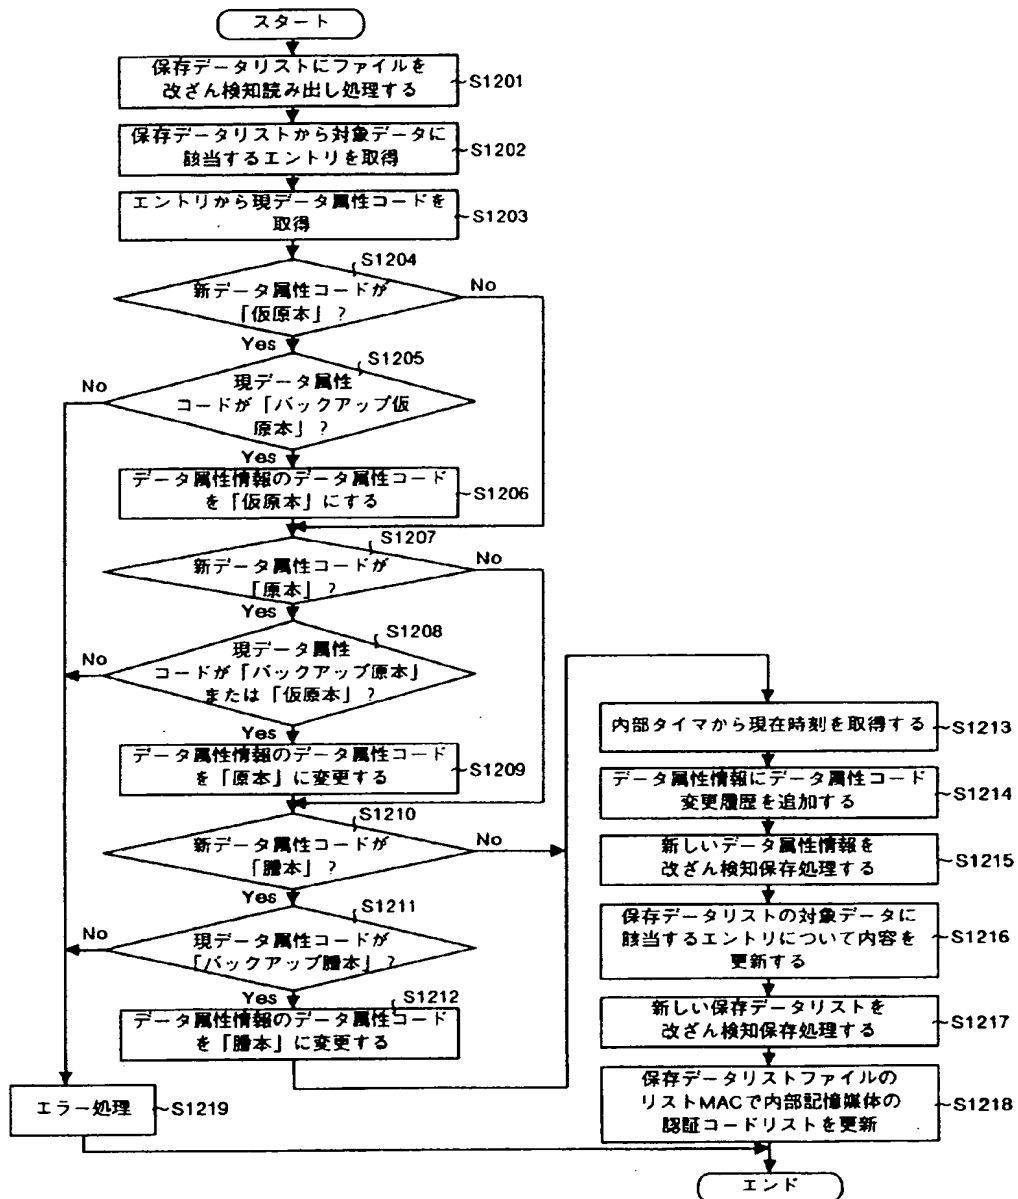 スタート
保存データリストにファイルを
改ざん検知読み出し処理する
S1201
保存データリストから対象データに
該当するエントリを取得
S1202
エントリから現データ属性コードを
取得
S1203
S1204
新データ属性コードが
「仮原本」?
No
Yes
S1205
No
現データ属性
コードが「バックアップ仮
原本」?
Yes
データ属性情報のデータ属性コード
を「仮原本」にする
S1206
S1207
新データ属性コードが
「原本」?
No
Yes
S1208
No
現データ属性
コードが「バックアップ原本」
または「仮原本」?
Yes
データ属性情報のデータ属性コード
を「原本」に変更する
S1209
S1210
新データ属性コードが
「謄本」?
No
Yes
S1211
No
現データ属性コードが
「バックアップ謄本」?
Yes
S1212
データ属性情報のデータ属性コード
を「謄本」に変更する
エラー処理
S1219
内部タイマから現在時刻を取得する
S1213
データ属性情報にデータ属性コード
変更履歴を追加する
S1214
新しいデータ属性情報を
改ざん検知保存処理する
S1215
保存データリストの対象データに
該当するエントリについて内容を
更新する
S1216
新しい保存データリストを
改ざん検知保存処理する
S1217
保存データリストファイルの
リストMACで内部記憶媒体の
認証コードリストを更新
S1218
エンド